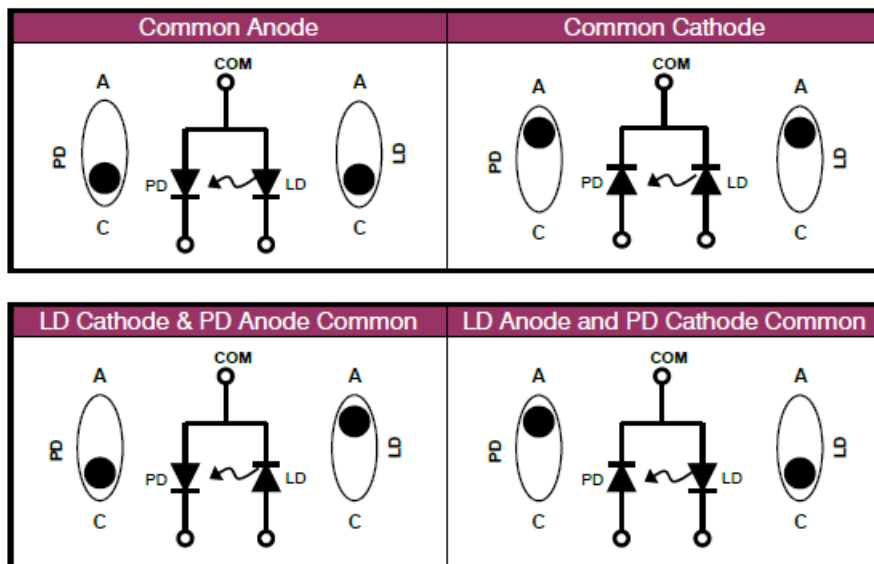 Common Anode
COM
A
A
PD
PD
LD
LD
C
C
Common Cathode
COM
A
A
PD
PD
LD
LD
C
C
LD Cathode & PD Anode Common
COM
A
A
PD
PD
LD
LD
C
C
LD Anode and PD Cathode Common
COM
A
A
PD
PD
LD
LD
C
C